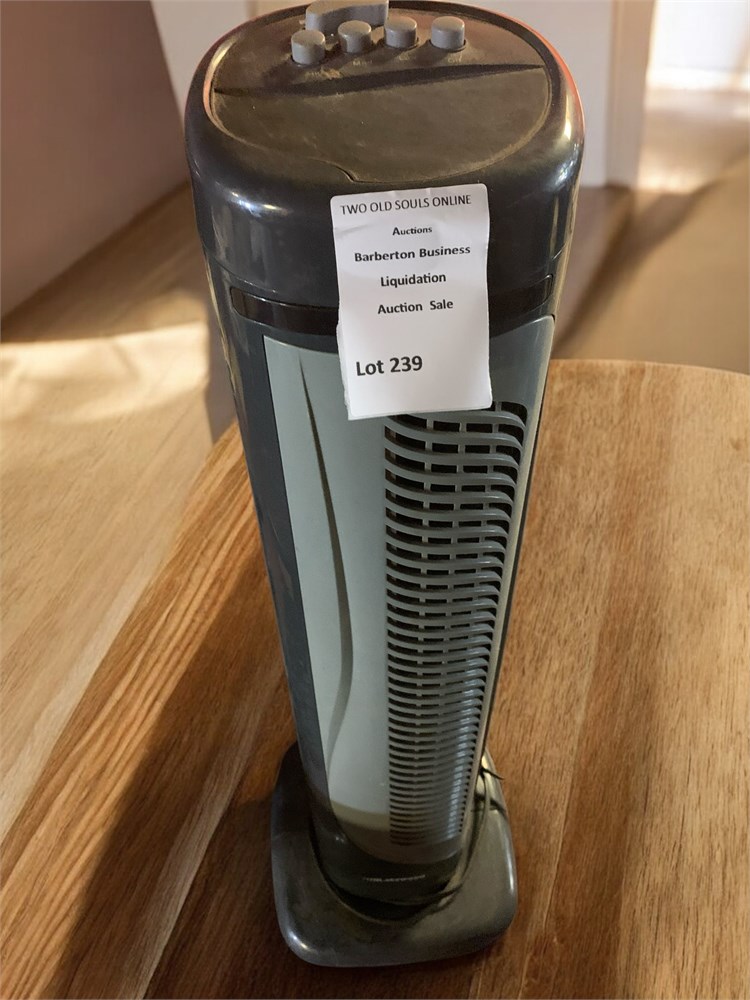 TWO OLD SOULS ONLINE
Auctions
Barberton Business
Liquidation
Auction Sale
Lot 239